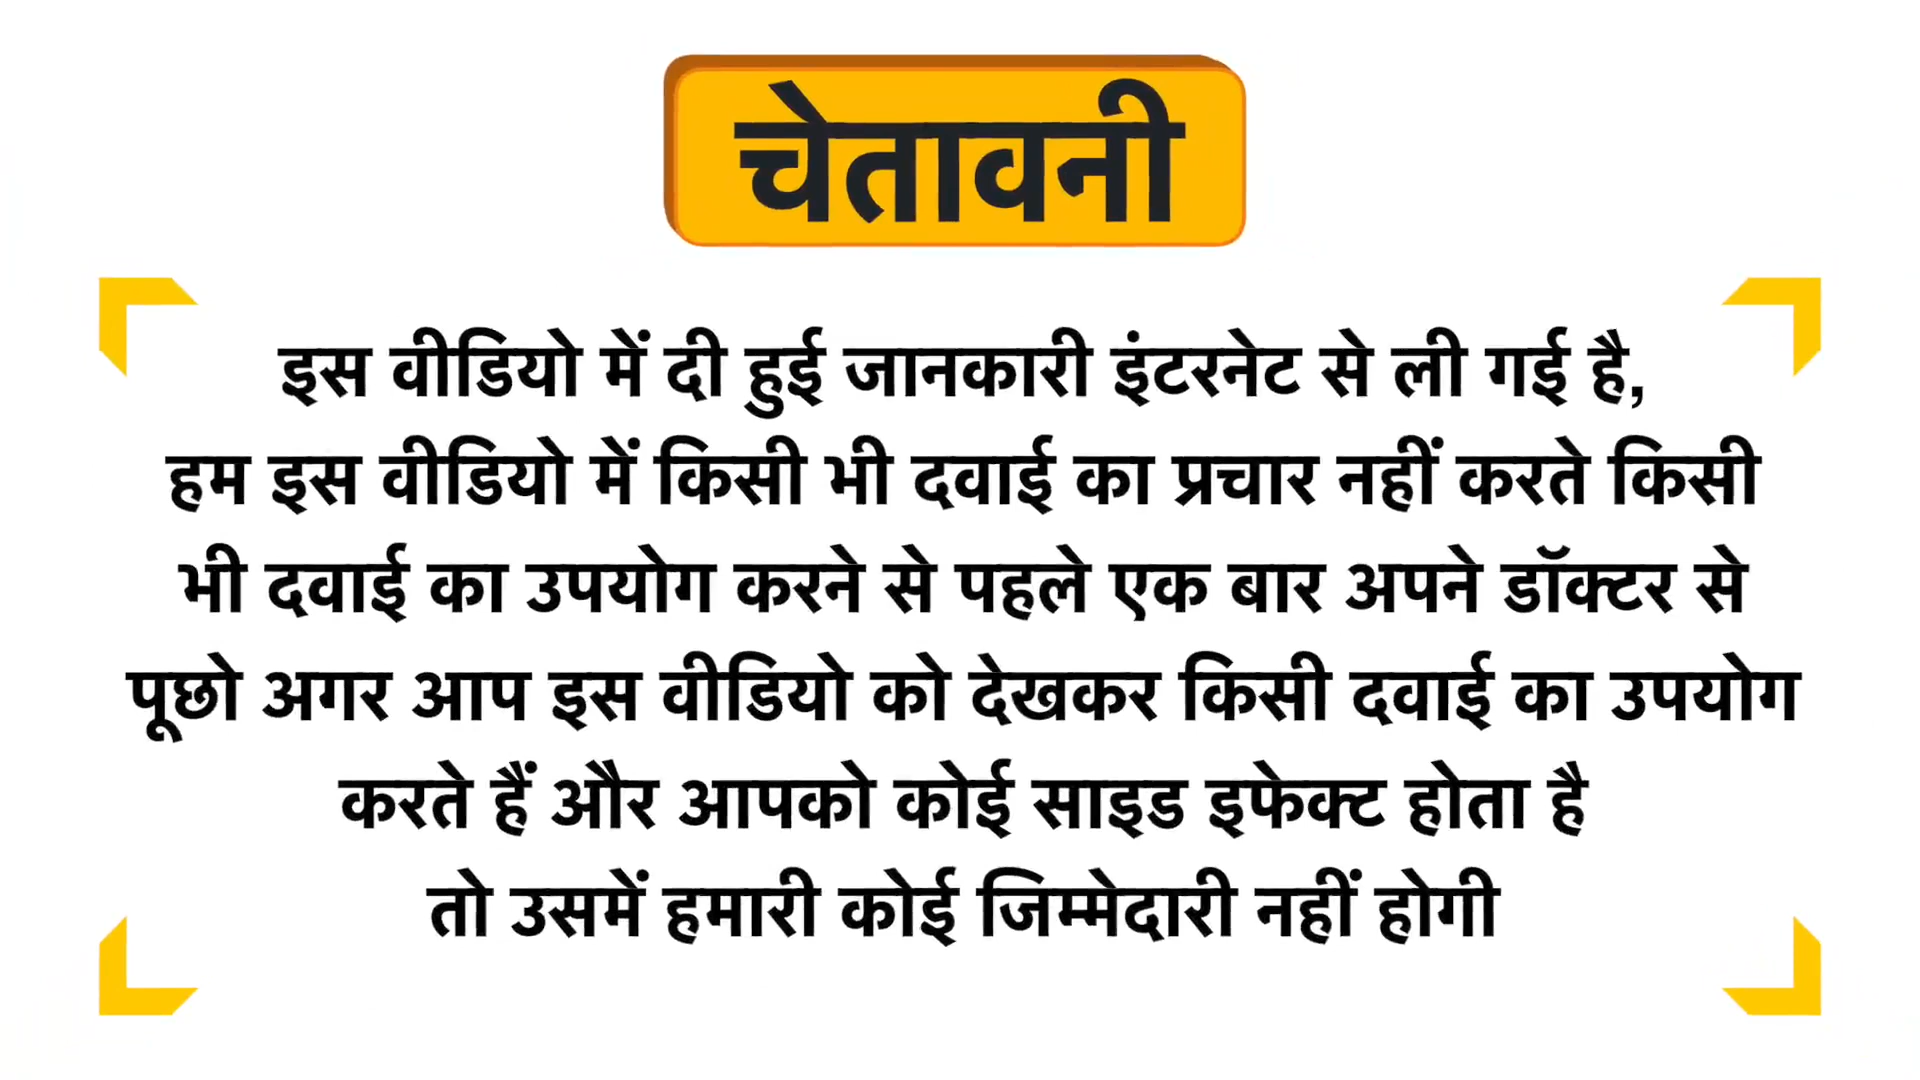 चेतावनी
इस वीडियो में दी हुई जानकारी इंटरनेट से ली गई है,
हम इस वीडियो में किसी भी दवाई का प्रचार नहीं करते किसी
भी दवाई का उपयोग करने से पहले एक बार अपने डॉक्टर से
पूछो अगर आप इस वीडियो को देखकर किसी दवाई का उपयोग
करते हैं और आपको कोई साइड इफेक्ट होता है
तो उसमें हमारी कोई जिम्मेदारी नहीं होगी